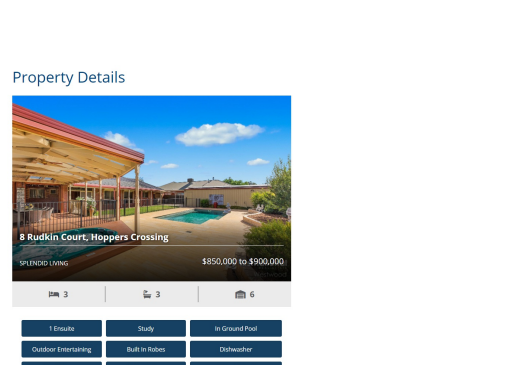 Property Details
8 Rudkin Court, Hoppers Crossing
SPLENDID LIVING
$850,000 to $900,000
3
3
6
1 Ensuite
Study
In Ground Pool
Outdoor Entertaining
Built In Robes
Dishwasher